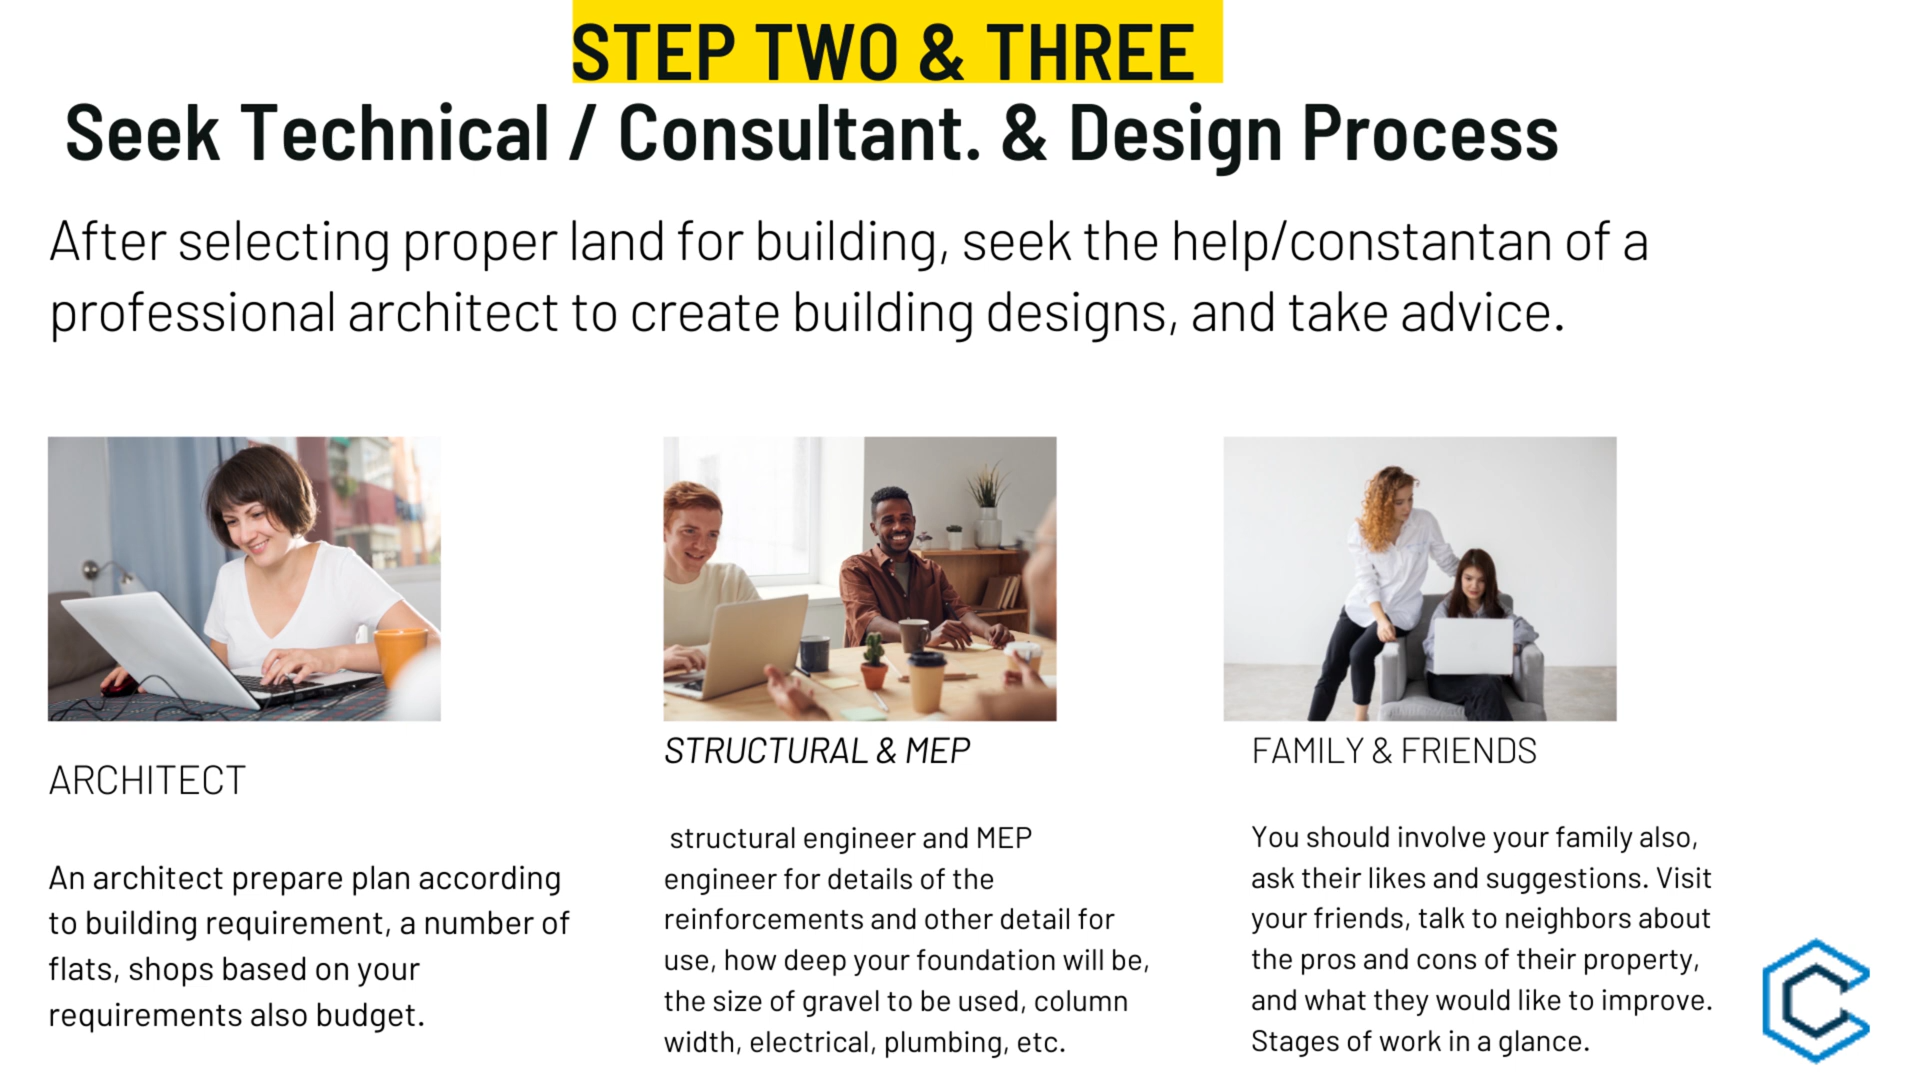 STEP TWO & THREE
Seek Technical / Consultant. & Design Process
After selecting proper land for building, seek the help/constantan of a
professional architect to create building designs, and take advice.
ARCHITECT
An architect prepare plan according
to building requirement, a number of
flats, shops based on your
requirements also budget.
STRUCTURAL & MEP
structural engineer and MEP
engineer for details of the
reinforcements and other detail for
use, how deep your foundation will be,
the size of gravel to be used, column
width, electrical, plumbing, etc.
FAMILY & FRIENDS
You should involve your family also,
ask their likes and suggestions. Visit
your friends, talk to neighbors about
the pros and cons of their property,
and what they would like to improve.
Stages of work in a glance.